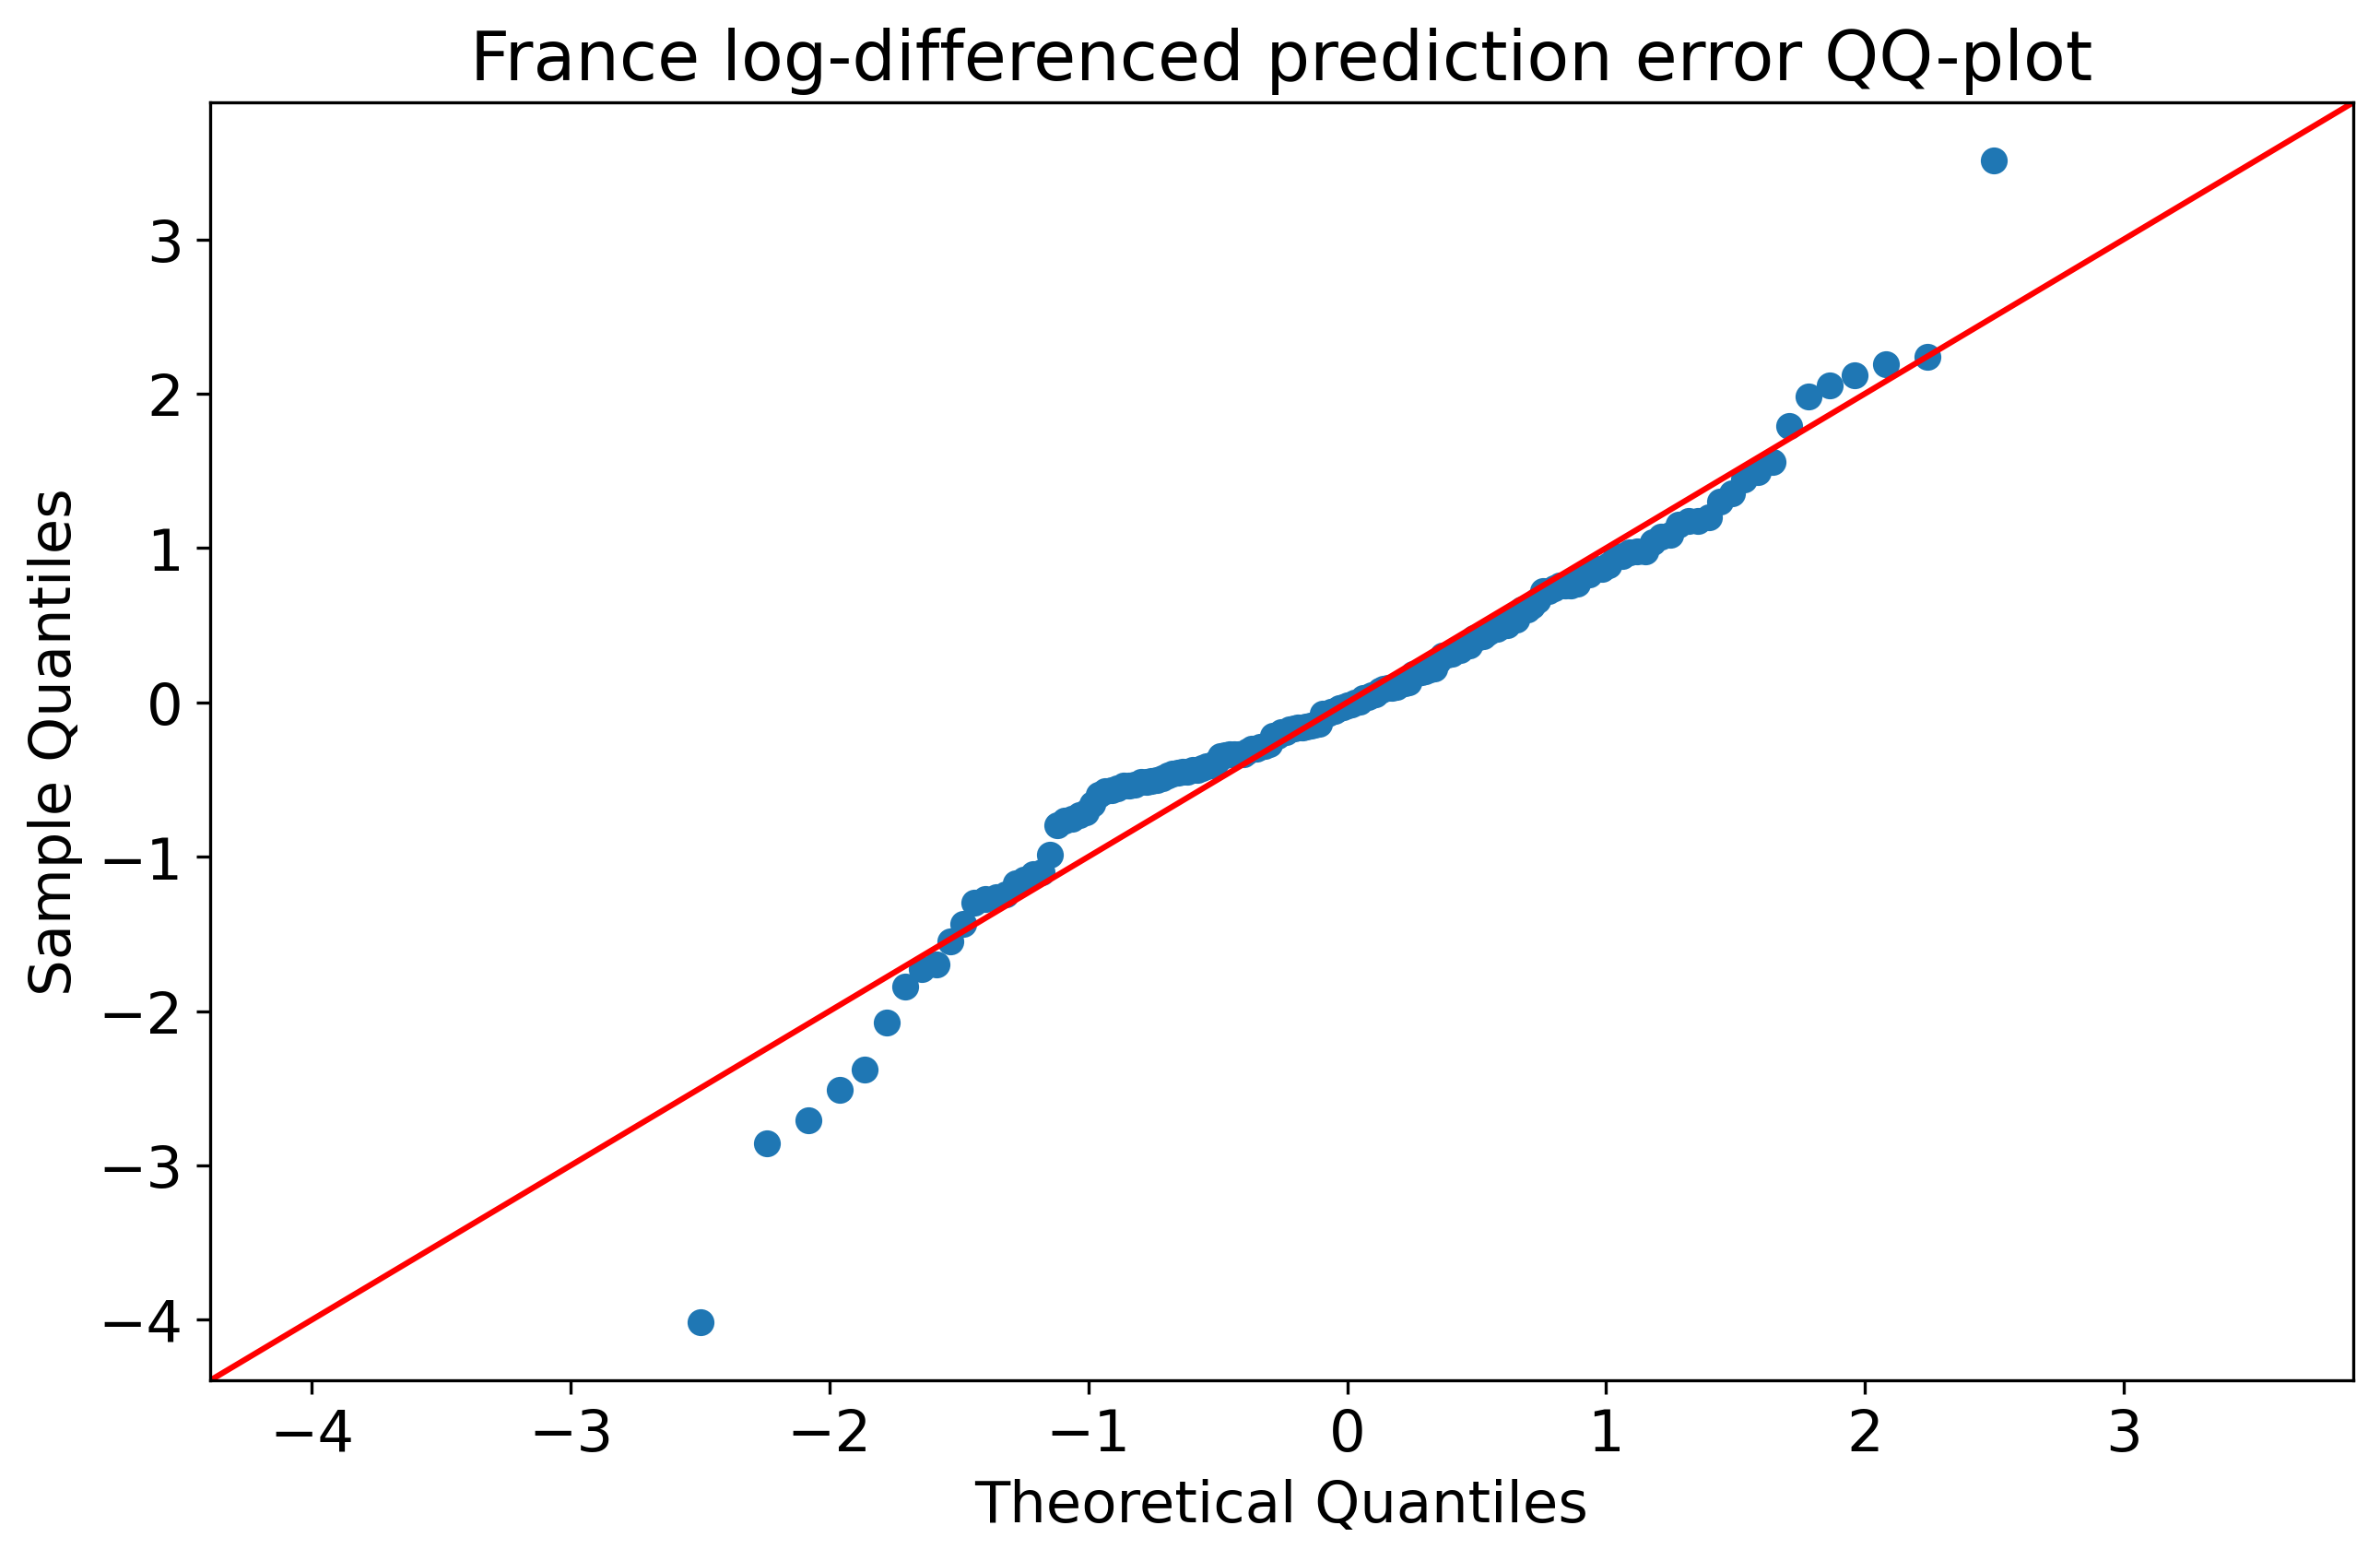 France log-differenced prediction error QQ-plot
3
2
1
0
−1
−2
−3
−4
Sample Quantiles
−4 −3 −2 −1 0 1 2 3
Theoretical Quantiles